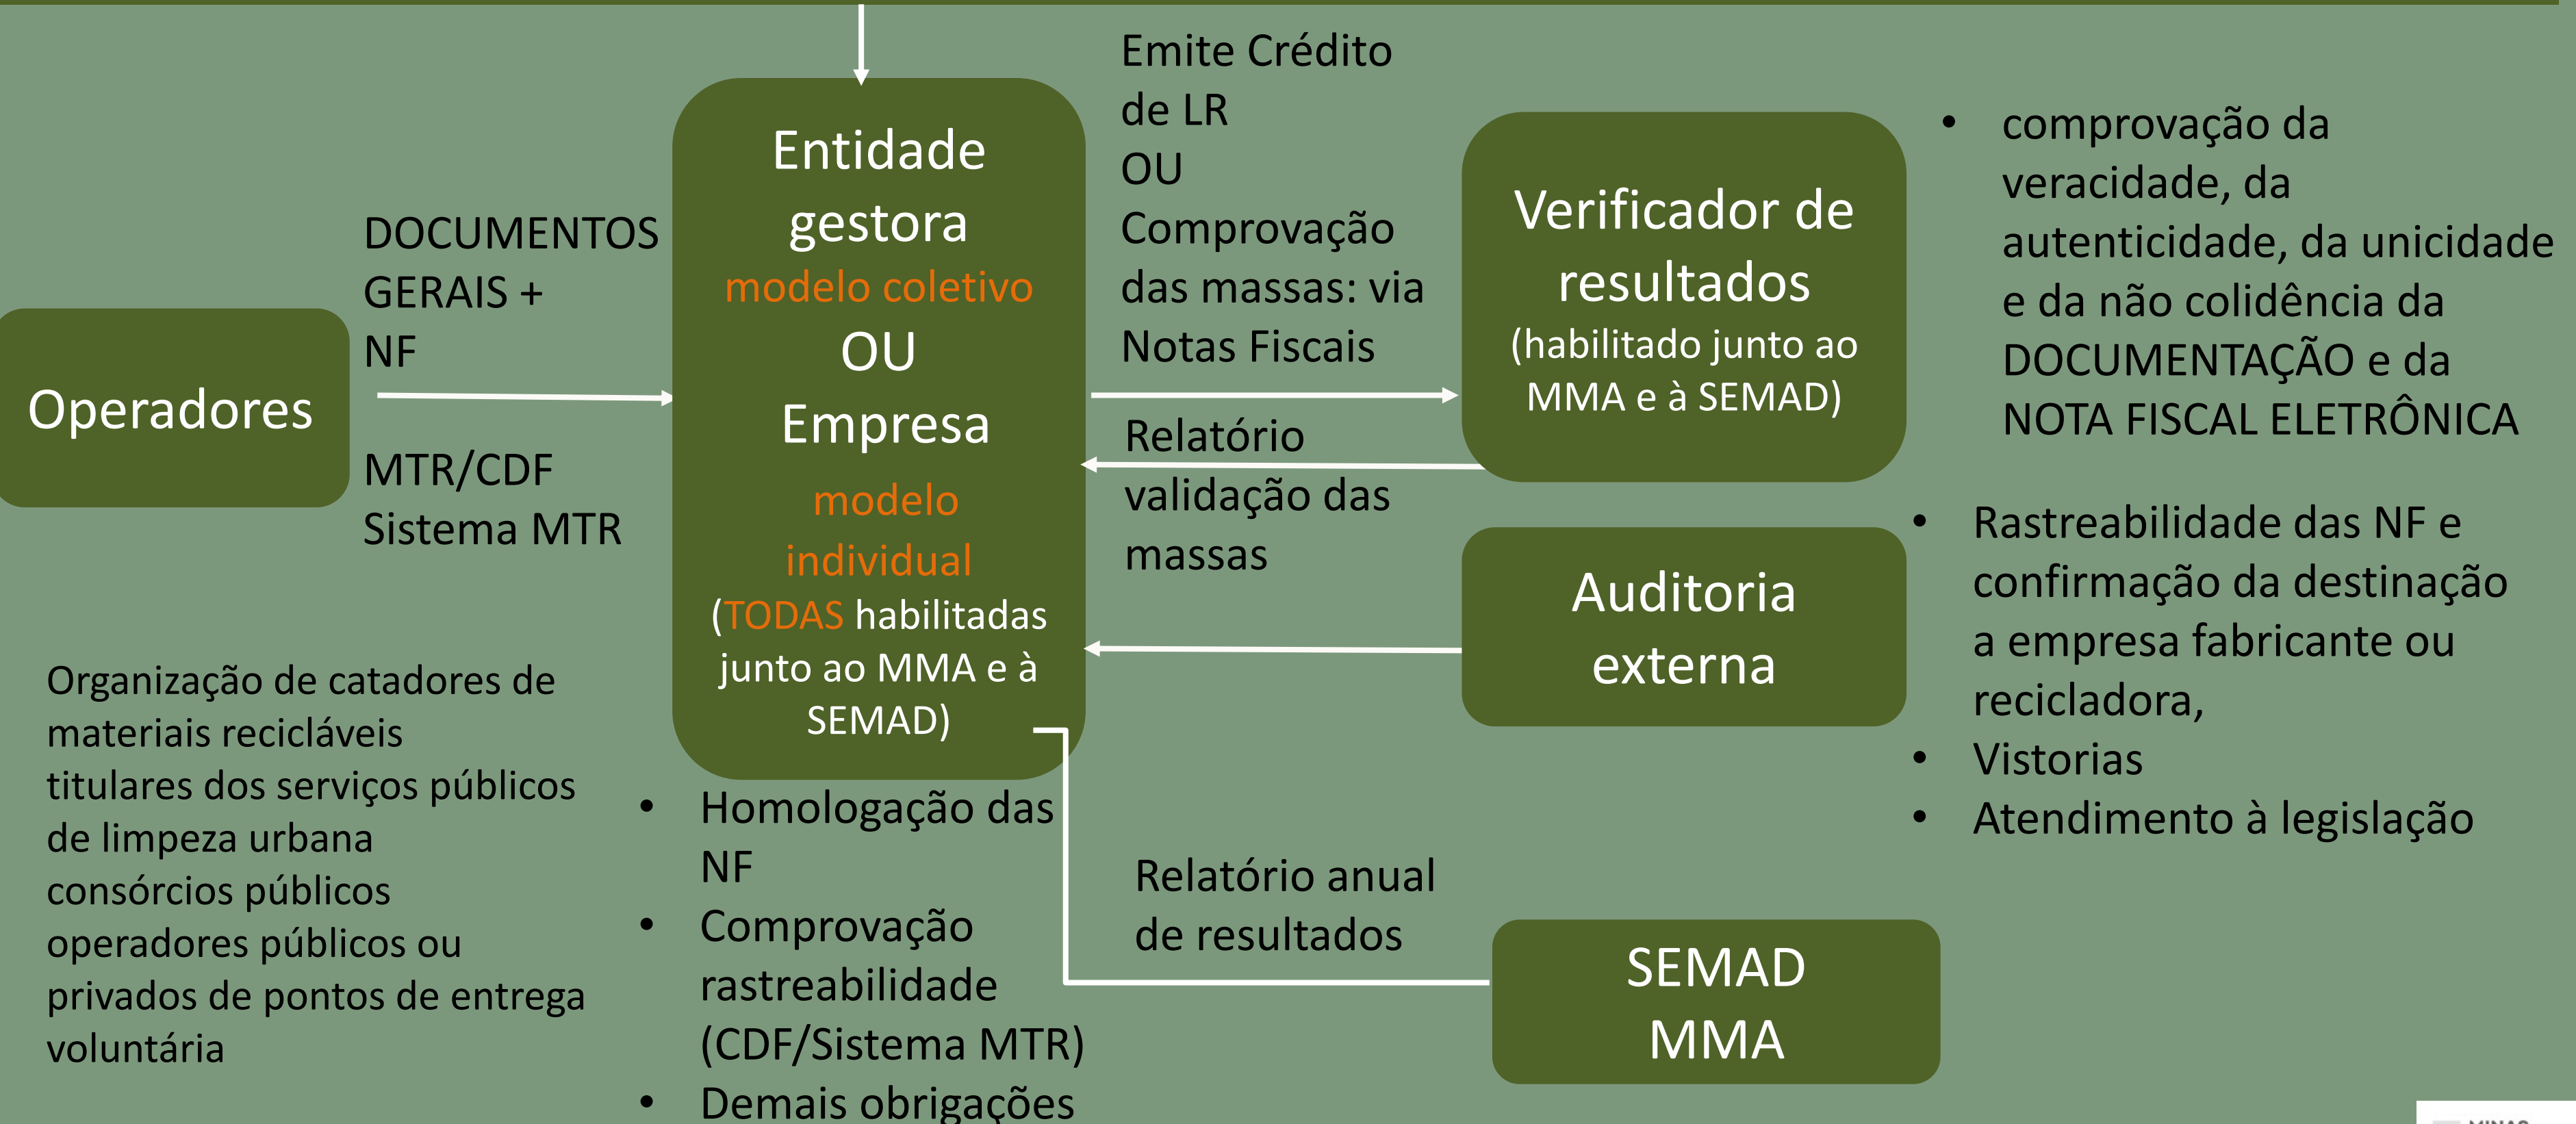 Operadores
DOCUMENTOS
GERAIS +
NF
MTR/CDF
Sistema MTR
Organização de catadores de
materiais recicláveis
titulares dos serviços públicos
de limpeza urbana
consórcios públicos
operadores públicos ou
privados de pontos de entrega
voluntária
Entidade
gestora
modelo coletivo
OU
Empresa
modelo
individual
(TODAS habilitadas
junto ao MMA e à
SEMAD)
• Homologação das
NF
• Comprovação
rastreabilidade
(CDF/Sistema MTR)
• Demais obrigações
Emite Crédito
de LR
OU
Comprovação
das massas: via
Notas Fiscais
Relatório
validação das
massas
Relatório anual
de resultados
Verificador de
resultados
(habilitado junto ao
MMA e à SEMAD)
Auditoria
externa
SEMAD
MMA
• comprovação da
veracidade, da
autenticidade, da unicidade
e da não colidência da
DOCUMENTAÇÃO e da
NOTA FISCAL ELETRÔNICA
• Rastreabilidade das NF e
confirmação da destinação
a empresa fabricante ou
recicladora,
• Vistorias
• Atendimento à legislação